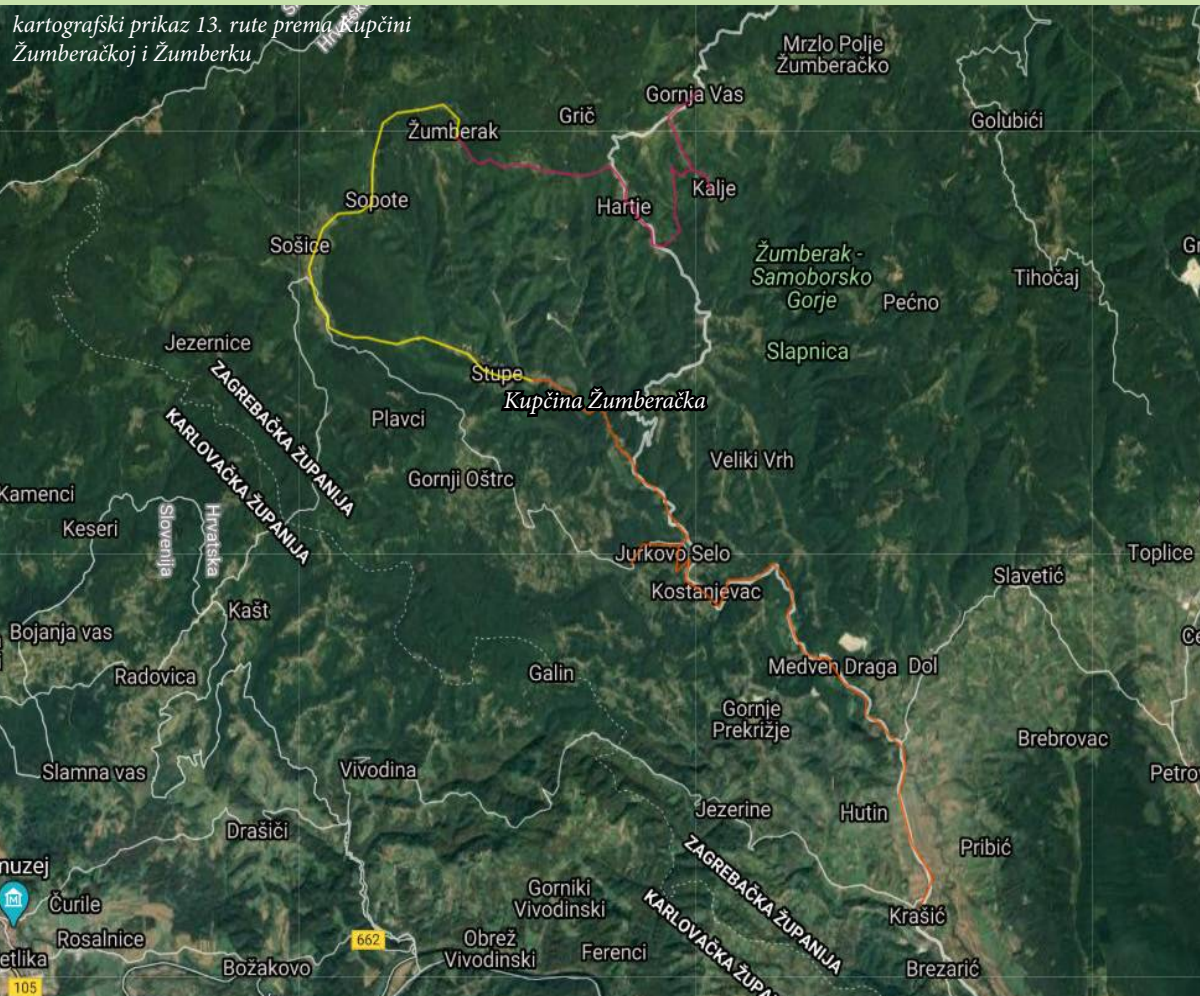 kartografski prikaz 13. rute prema Kupčini
Žumberačkoj i Žumberku
Mrzlo Polje
Žumberačko
Gornja Vas
Grič
Žumberak
Golubići
Kalje
Sopote
Hartje
Sošice
Žumberak -
Samoborsko
Gorje
Tihočaj
Pećno
Jezernice
Slapnica
Stupe
Kupčina Žumberačka
ZAGREBAČKA ŽUPANIJA
KARLOVAČKA ŽUPANIJA
Plavci
Veliki Vrh
Gornji Oštrc
Kamenci
Keseri
Slovenija
Hrvatska
Jurkovo Selo
Toplice
Kostanjevac
Slavetić
Kašt
Bojanja vas
Radovica
Galin
Medven Draga
Dol
Gornje
Prekrižje
Brebrovac
Slamna vas
Vivodina
Petrov
Jezerine
Hutin
Drašiči
Pribić
ZAGREBAČKA ŽUPANIJA
KARLOVAČKA ŽUPA
muzej
Čurile
Gorniki
Vivodinski
Krašić
Rosalnice
662
Obrež
Vivodinski
Ferenci
etlika
Božakovo
Brezarić
105